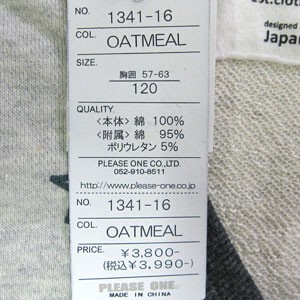 NO.
1341-16
COL.
OATMEAL
SIZE.
胸囲 57-63
120
QUALITY.
〈本体〉綿 100%
〈附属〉綿 95%
ポリウレタン 5%
PLEASE ONE CO.,LTD.
052-910-8511
http://www.please-one.co.jp
NO.
1341-16
COL.
OATMEAL
PRICE.
¥3,800-
(税込¥3,990-)
PLEASE ONE.
MADE IN CHINA
designed
Japan